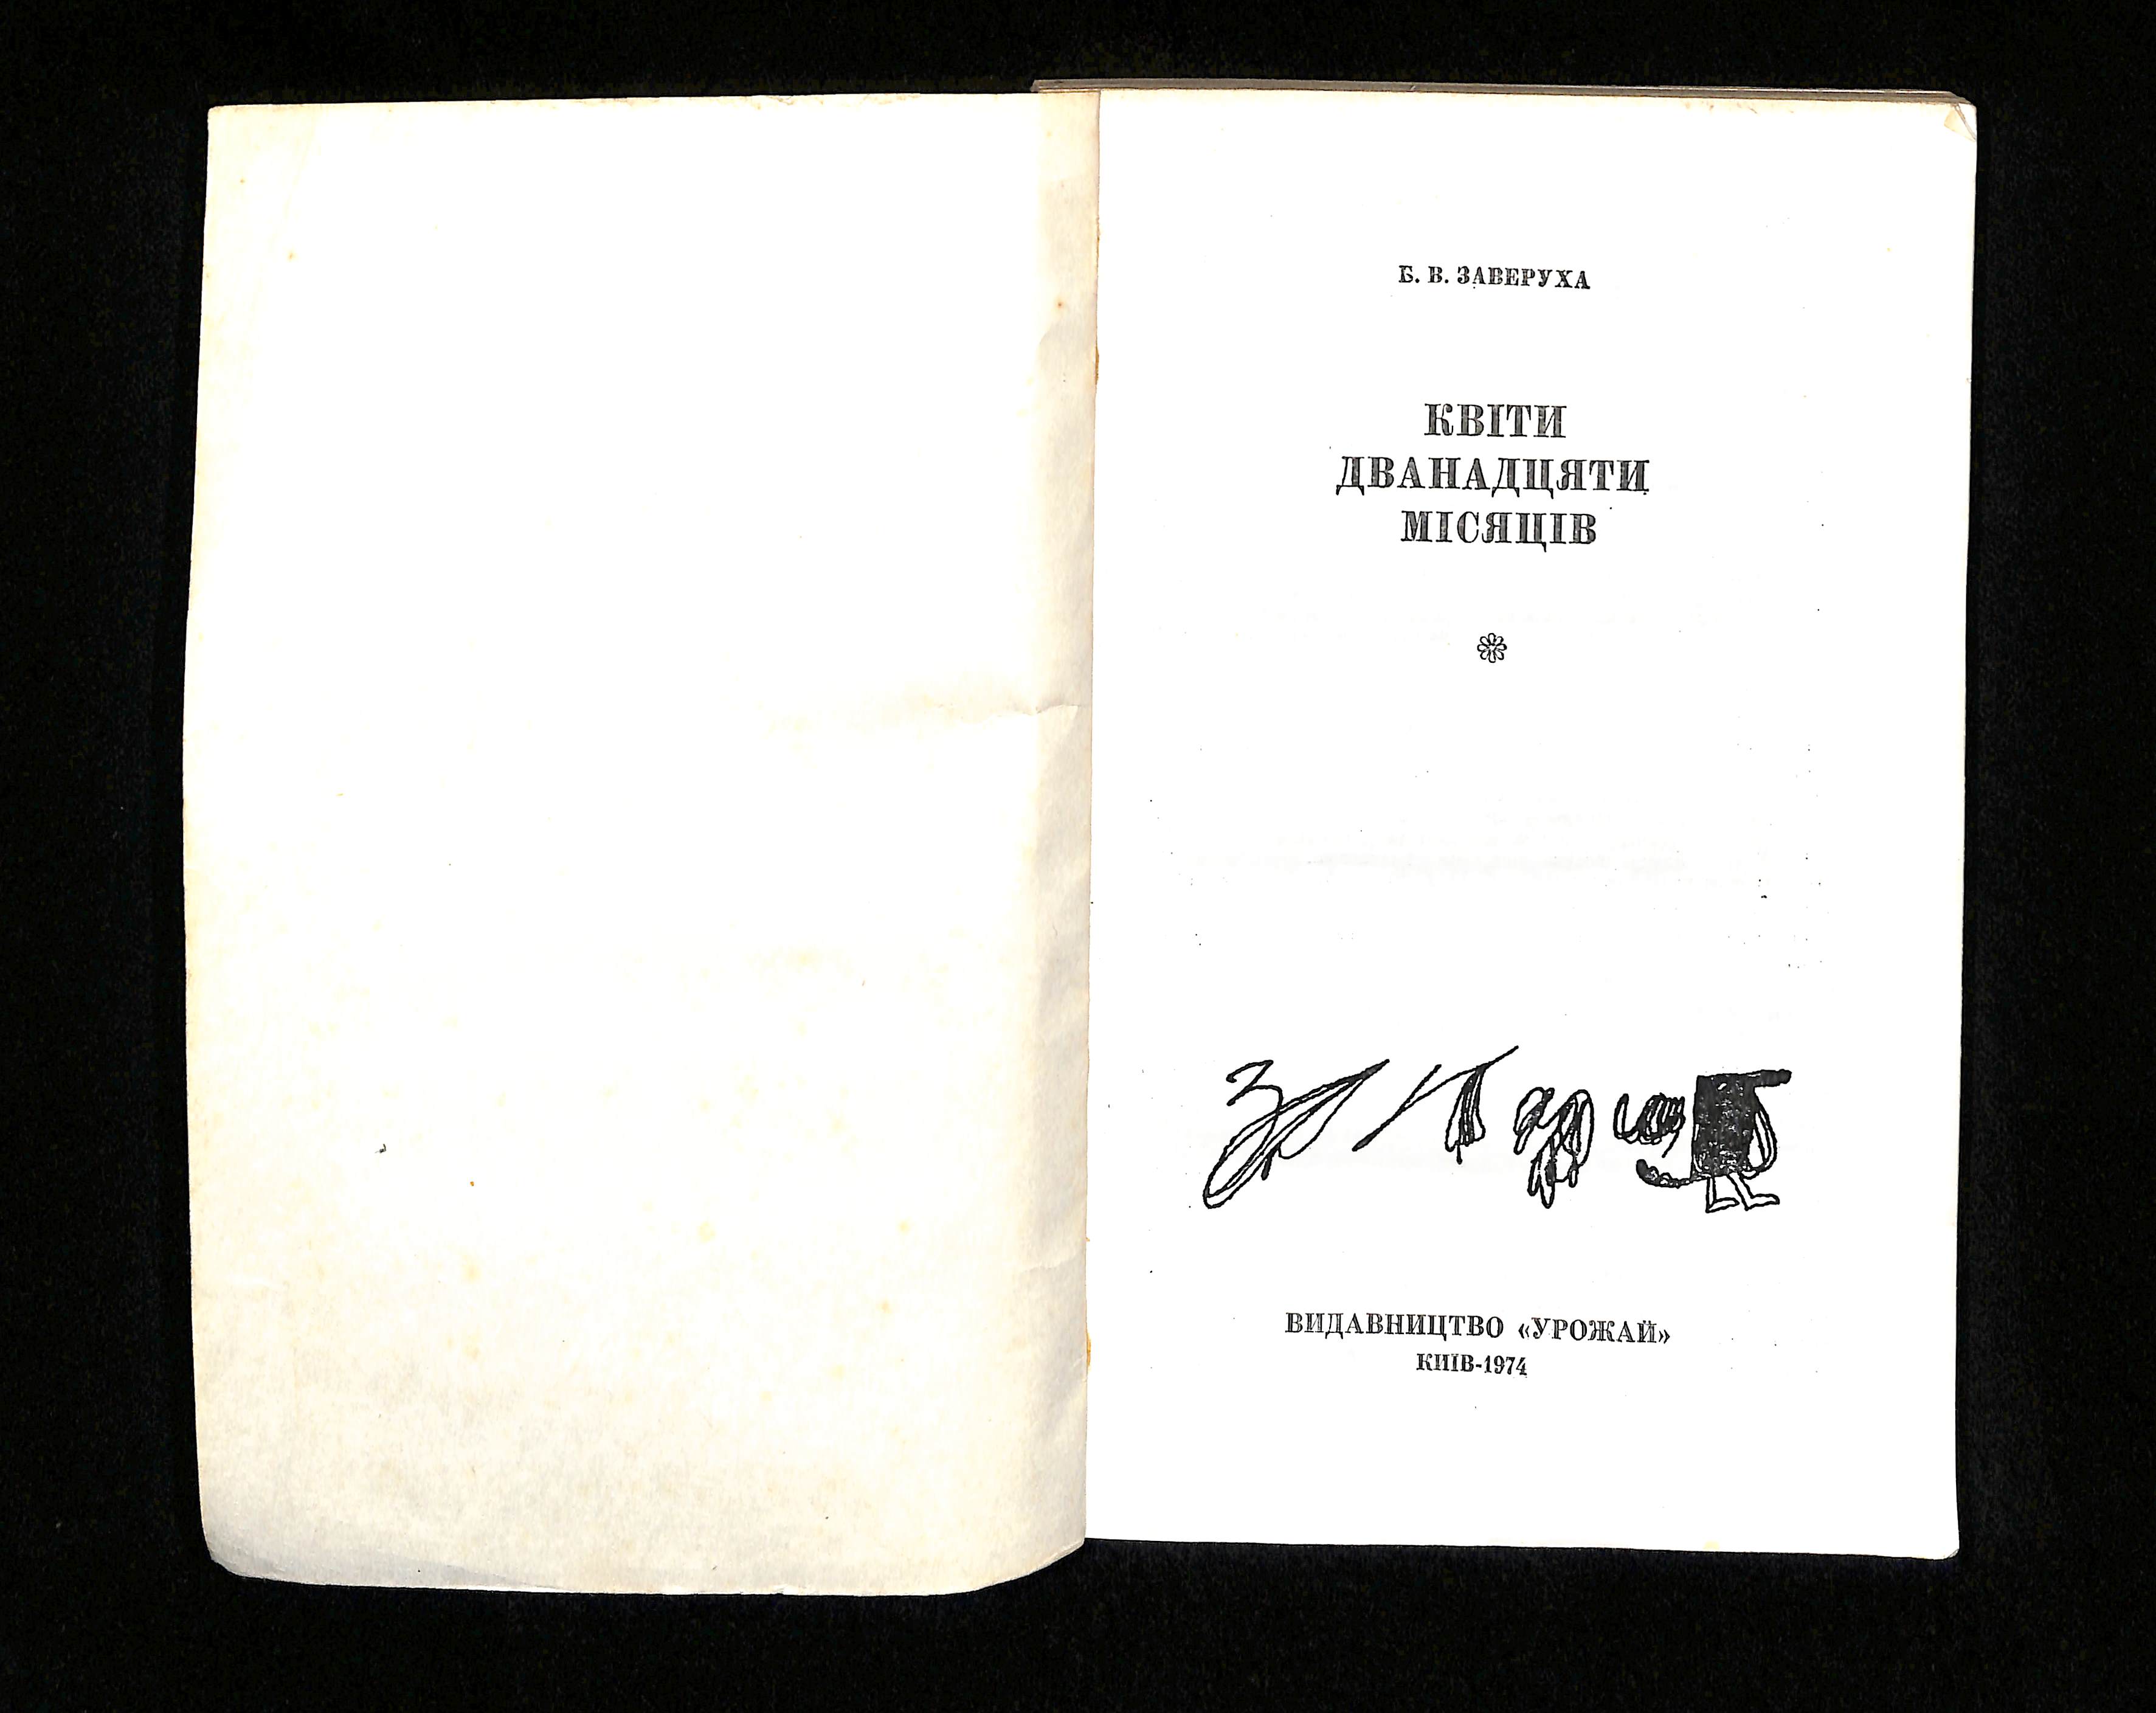 Б. В. ЗАВЕРУХА
КВІТИ
ДВАНАДЦЯТИ
МІСЯЦІВ
ВИДАВНИЦТВО «УРОЖАЙ»
КИЇВ-1974